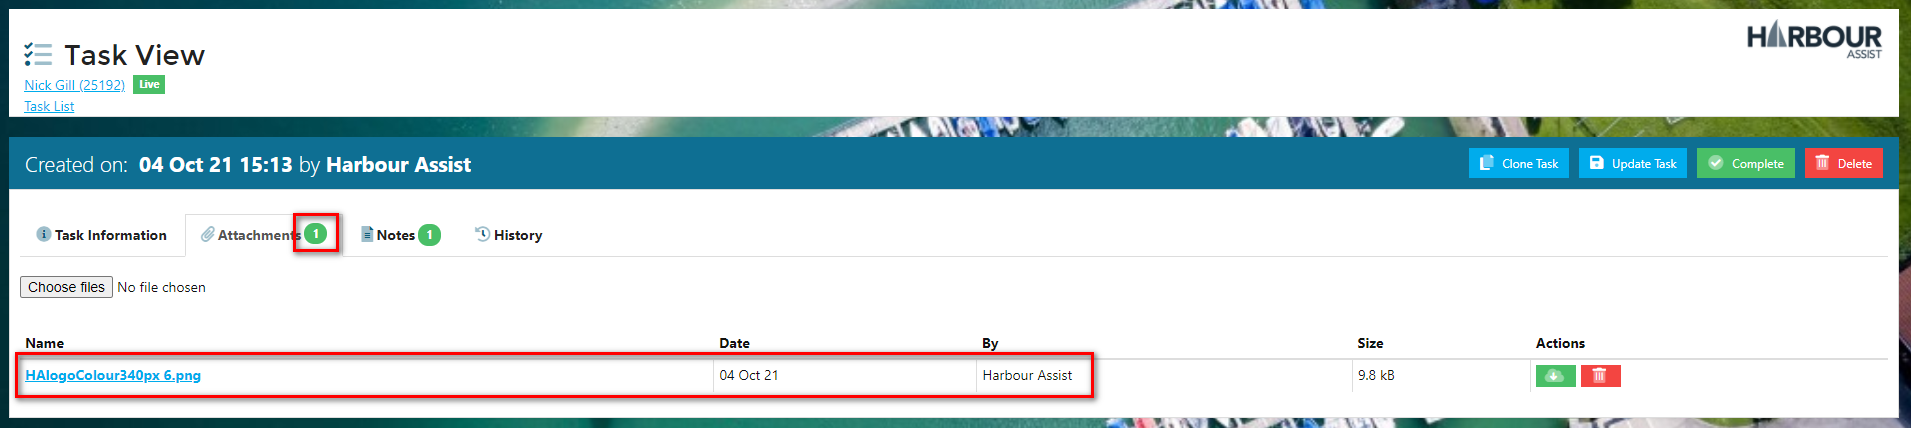 Task View
HARBOUR
ASSIST
Nick Gill (25192) Live
Task List
Created on: 04 Oct 21 15:13 by Harbour Assist
Clone Task Update Task Complete Delete
Task Information Attachments 1 Notes 1 History
Choose files No file chosen
Name Date By Size Actions
HAlogoColour340px 6.png 04 Oct 21 Harbour Assist 9.8 kB